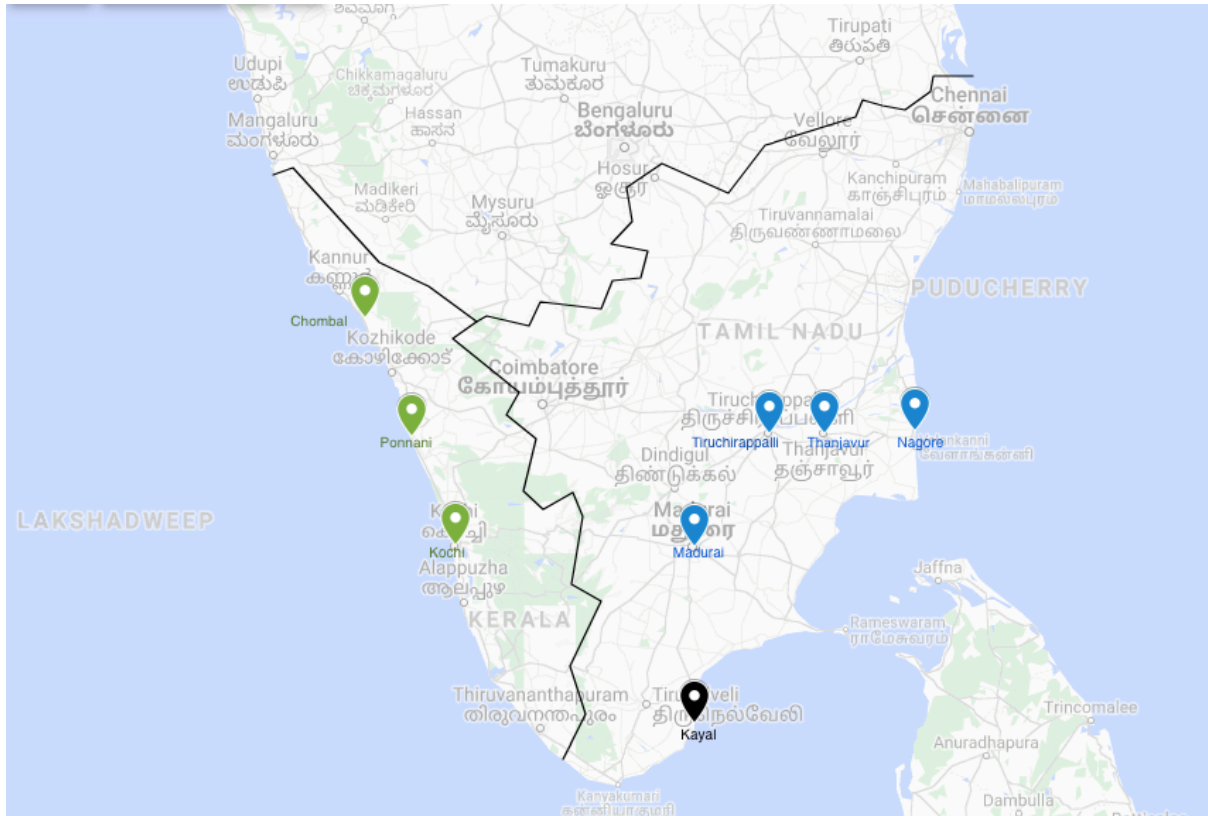 Tirupati
తిరుపతి
Udupi
ಉಡುಪಿ
Chikkamagaluru
ಚಿಕ್ಕಮಗಳೂರು
Tumakuru
ತುಮಕೂರು
Hassan
ಹಾಸನ
Bengaluru
ಬೆಂಗಳೂರು
Vellore
வேலூர்
Chennai
சென்னை
Mangaluru
ಮಂಗಳೂರು
Hosur
ஓசூர்
Kanchipuram
காஞ்சிபுரம்
Mahabalipuram
மாமல்லபுரம்
Madikeri
ಮಡಿಕೇರಿ
Mysuru
ಮೈಸೂರು
Tiruvannamalai
திருவண்ணாமலை
Kannur
PUDUCHERRY
Chombal
TAMIL NADU
Kozhikode
കോഴിക്കോട്
Coimbatore
கோயம்புத்தூர்
Ponnani
Tiruchirappalli
Thanjavur
Nagore
Dindigul
திண்டுக்கல்
Thanjavur
தஞ்சாவூர்
LAKSHADWEEP
Kochi
Madurai
Alappuzha
ആലപ്പുഴ
KERALA
Jaffna
Rameswaram
ராமேசுவரம்
Thiruvananthapuram
തിരുവനന്തപുരം
Kayal
Trincomalee
Anuradhapura
Kanyakumari
கன்னியாகுமரி
Dambulla